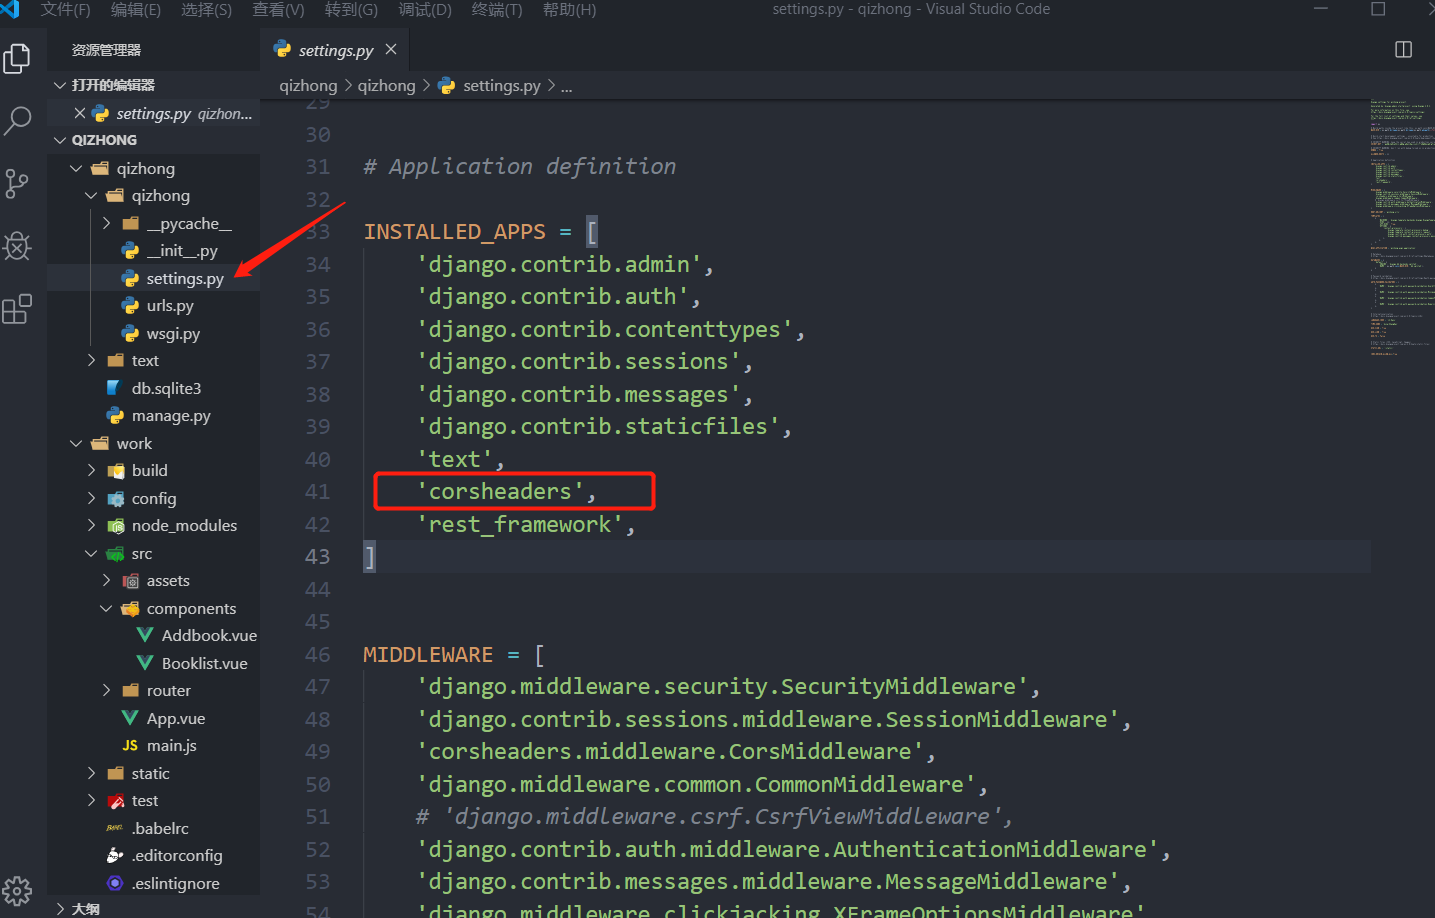 文件(F) 编辑(E) 选择(S) 查看(V) 转到(G) 调试(D) 终端(T) 帮助(H) settings.py - qizhong - Visual Studio Code
资源管理器
打开的编辑器
settings.py qizhon...
QIZHONG
qizhong
qizhong
__pycache__
__init__.py
settings.py
urls.py
wsgi.py
text
db.sqlite3
manage.py
work
build
config
node_modules
src
assets
components
Addbook.vue
Booklist.vue
router
App.vue
JS main.js
static
test
BABEL .babelrc
.editorconfig
.eslintignore
大纲
settings.py
qizhong > qizhong > settings.py > ...
29
30
31 # Application definition
32
33 INSTALLED_APPS = [
34 'django.contrib.admin',
35 'django.contrib.auth',
36 'django.contrib.contenttypes',
37 'django.contrib.sessions',
38 'django.contrib.messages',
39 'django.contrib.staticfiles',
40 'text',
41 'corsheaders',
42 'rest_framework',
43 ]
44
45
46 MIDDLEWARE = [
47 'django.middleware.security.SecurityMiddleware',
48 'django.contrib.sessions.middleware.SessionMiddleware',
49 'corsheaders.middleware.CorsMiddleware',
50 'django.middleware.common.CommonMiddleware',
51 # 'django.middleware.csrf.CsrfViewMiddleware',
52 'django.contrib.auth.middleware.AuthenticationMiddleware',
53 'django.contrib.messages.middleware.MessageMiddleware',
54 'django.middleware.clickjacking.XFrameOptionsMiddleware'